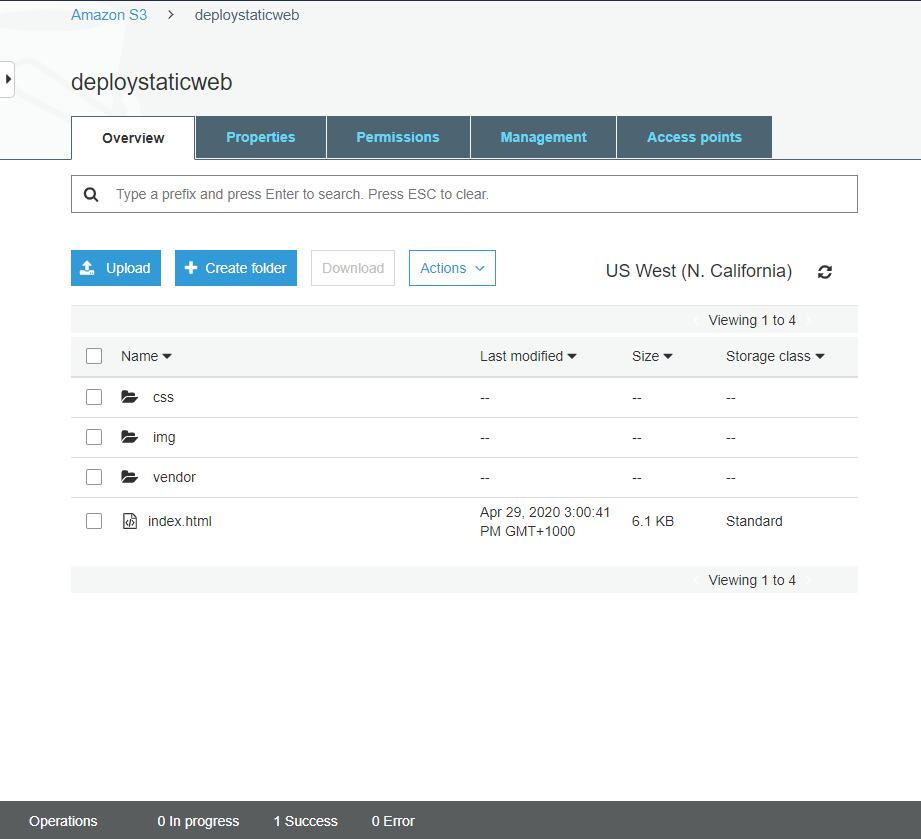 Amazon S3 > deploystaticweb
deploystaticweb
Overview Properties Permissions Management Access points
Type a prefix and press Enter to search. Press ESC to clear.
Upload Create folder Download Actions US West (N. California)
Viewing 1 to 4
Name Last modified Size Storage class
css -- -- --
img -- -- --
vendor -- -- --
index.html Apr 29, 2020 3:00:41 6.1 KB Standard
PM GMT+1000
Viewing 1 to 4
Operations 0 In progress 1 Success 0 Error